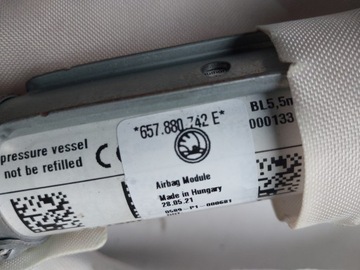 *657.880 742 E*
BL5,5n
000133
pressure vessel
not be refilled
Airbag Module
Made in Hungary
28.05.21